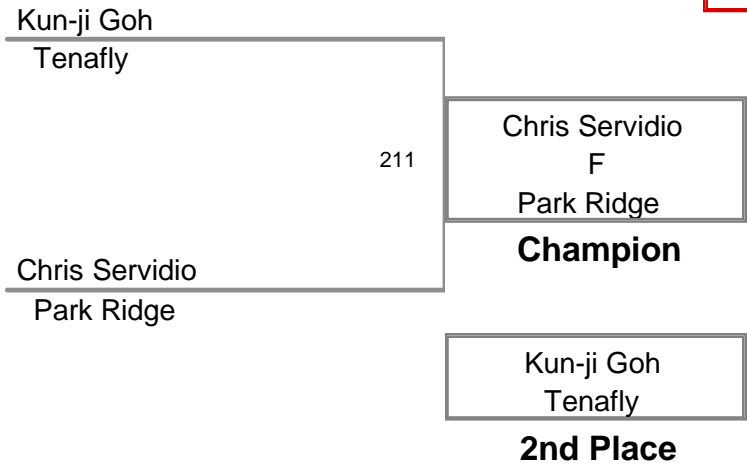 Kun-ji Goh
Tenafly
211
Chris Servidio
F
Park Ridge
Champion
Chris Servidio
Park Ridge
Kun-ji Goh
Tenafly
2nd Place